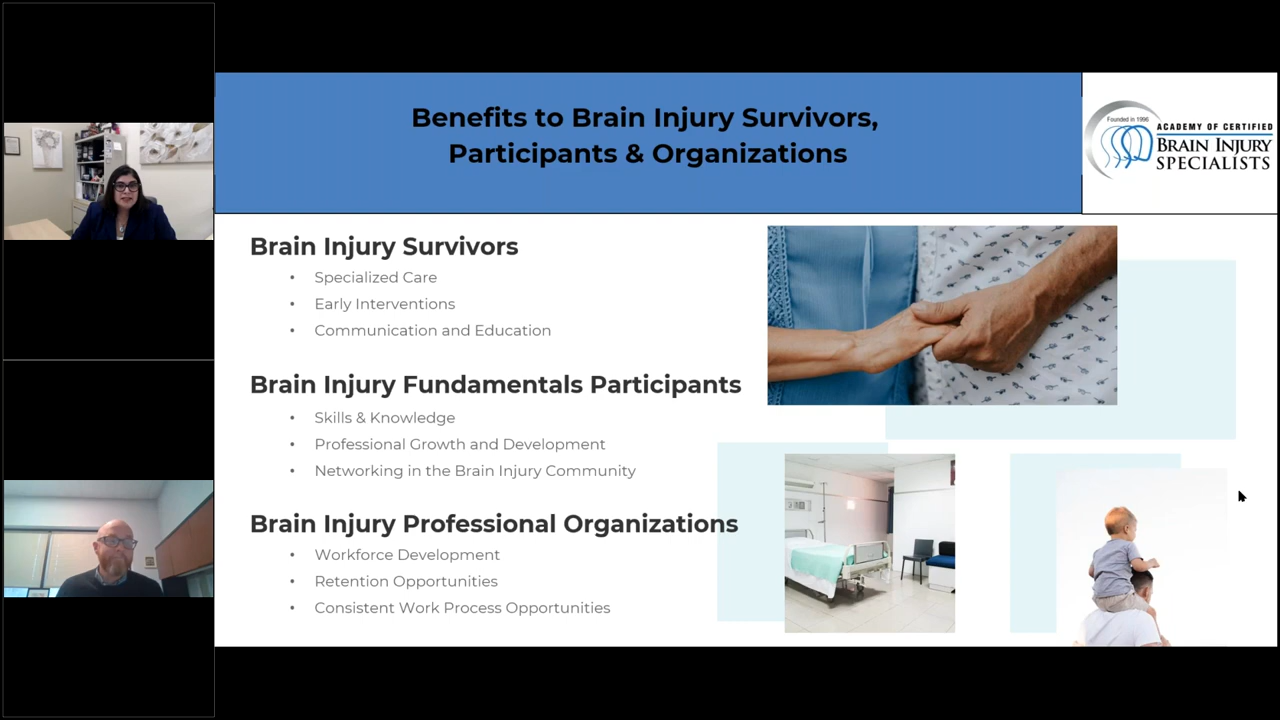 Benefits to Brain Injury Survivors,
Participants & Organizations
Founded in 1996
ACADEMY OF CERTIFIED
BRAIN INJURY
SPECIALISTS
Brain Injury Survivors
• Specialized Care
• Early Interventions
• Communication and Education
Brain Injury Fundamentals Participants
• Skills & Knowledge
• Professional Growth and Development
• Networking in the Brain Injury Community
Brain Injury Professional Organizations
• Workforce Development
• Retention Opportunities
• Consistent Work Process Opportunities